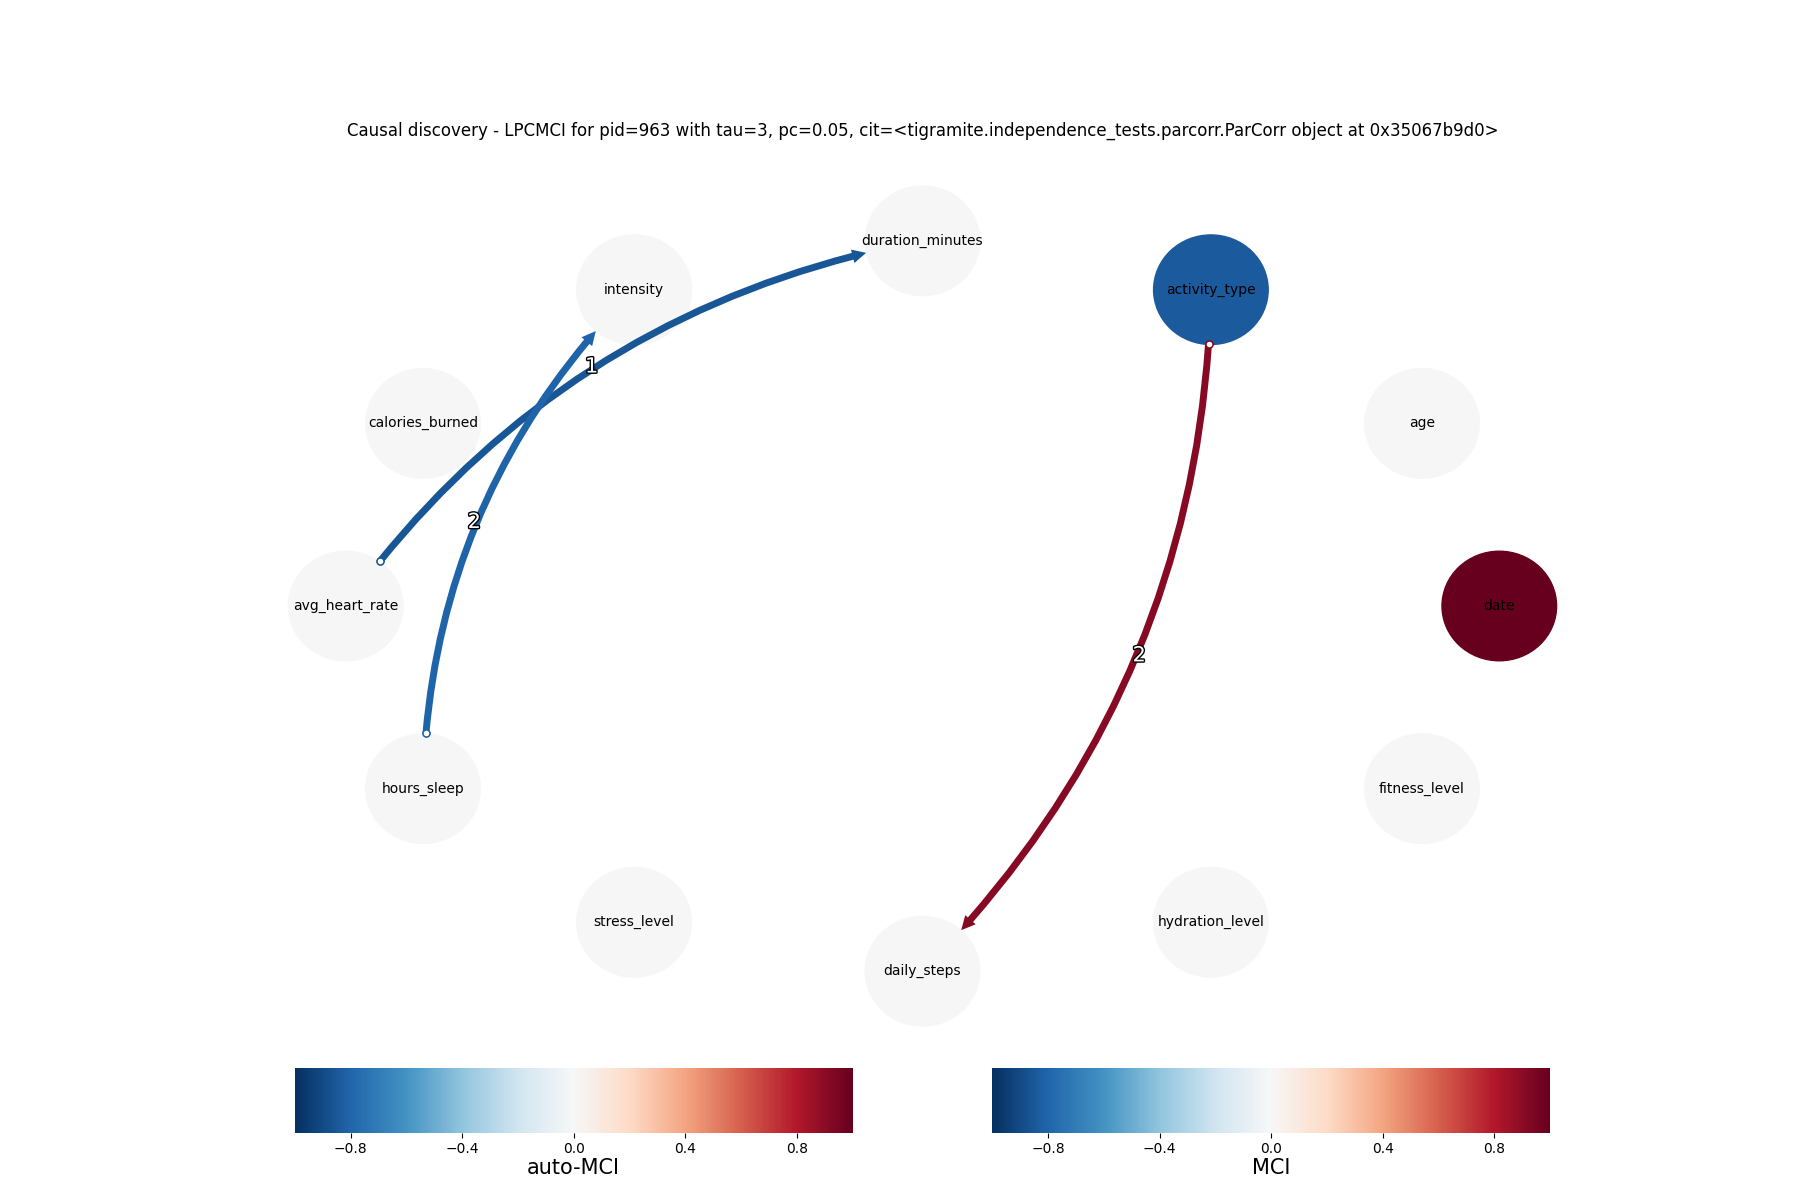 Causal discovery - LPCMCI for pid=963 with tau=3, pc=0.05, cit=<tigramite.independence_tests.parcorr.ParCorr object at 0x35067b9d0>
duration_minutes
intensity
activity_type
1
calories_burned
age
2
avg_heart_rate
date
2
hours_sleep
fitness_level
stress_level
hydration_level
daily_steps
−0.8 −0.4 0.0 0.4 0.8
auto-MCI
−0.8 −0.4 0.0 0.4 0.8
MCI